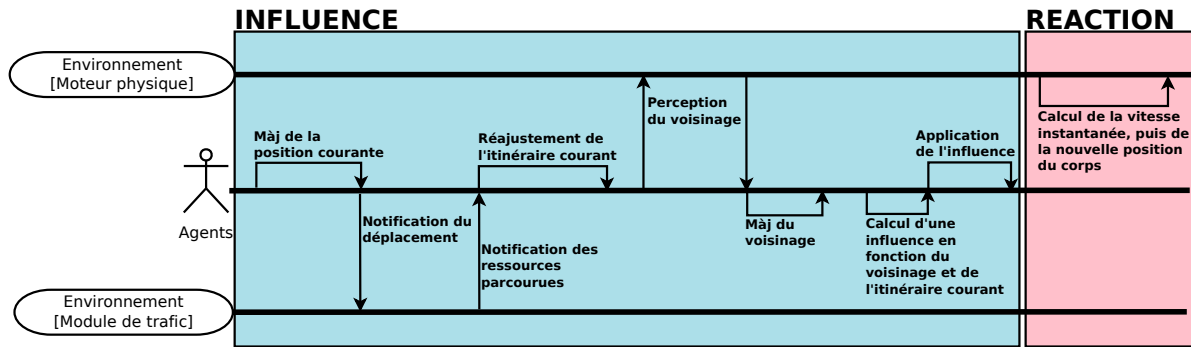 INFLUENCE
REACTION
Environnement
[Moteur physique]
Perception
du voisinage
Calcul de la vitesse
instantanée, puis de
la nouvelle position
du corps
Màj de la
position courante
Réajustement de
l'itinéraire courant
Application
de l'influence
Agents
Notification du
déplacement
Notification des
ressources
parcourues
Màj du
voisinage
Calcul d'une
influence en
fonction du
voisinage et de
l'itinéraire courant
Environnement
[Module de trafic]